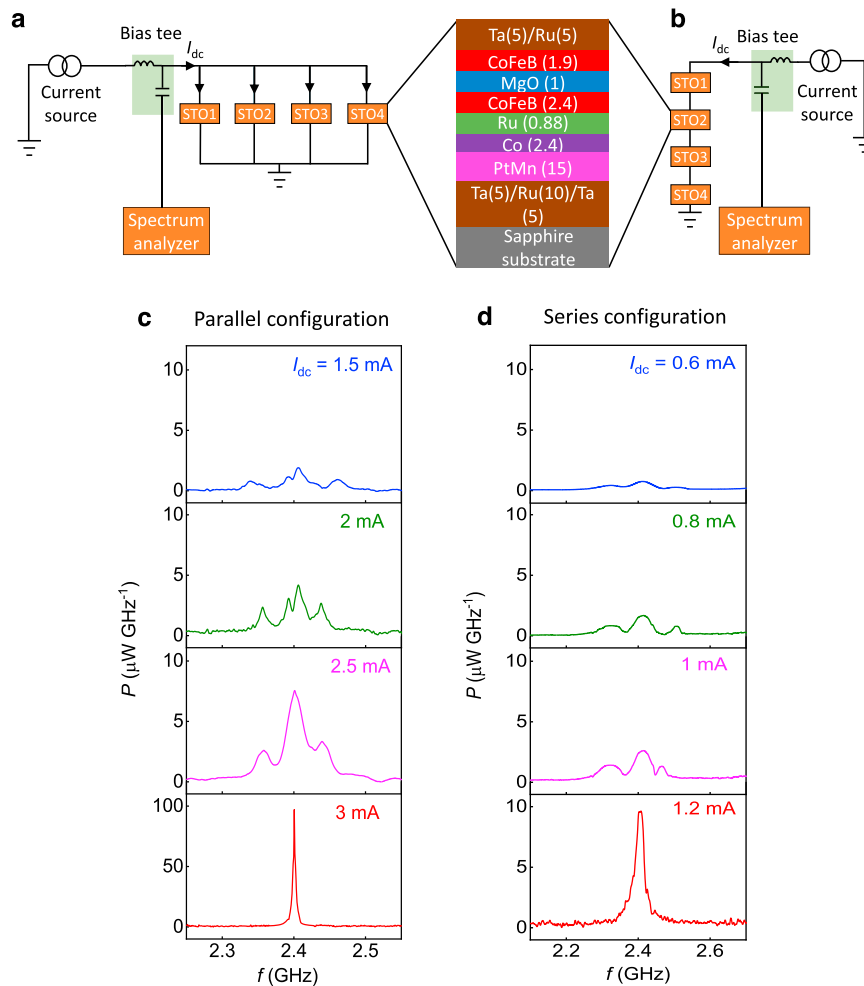 a
Bias tee
I_dc
Current
source
STO1
STO2
STO3
STO4
Spectrum
analyzer
Ta(5)/Ru(5)
CoFeB (1.9)
MgO (1)
CoFeB (2.4)
Ru (0.88)
Co (2.4)
PtMn (15)
Ta(5)/Ru(10)/Ta
(5)
Sapphire
substrate
b
Bias tee
I_dc
Current
source
STO1
STO2
STO3
STO4
Spectrum
analyzer
c Parallel configuration
I_dc = 1.5 mA
10
5
0
2 mA
10
5
0
2.5 mA
10
5
0
3 mA
100
50
0
2.3 2.4 2.5
f (GHz)
P (μW GHz⁻¹)
d Series configuration
I_dc = 0.6 mA
10
5
0
0.8 mA
10
5
0
1 mA
10
5
0
1.2 mA
10
5
0
2.2 2.4 2.6
f (GHz)
P (μW GHz⁻¹)